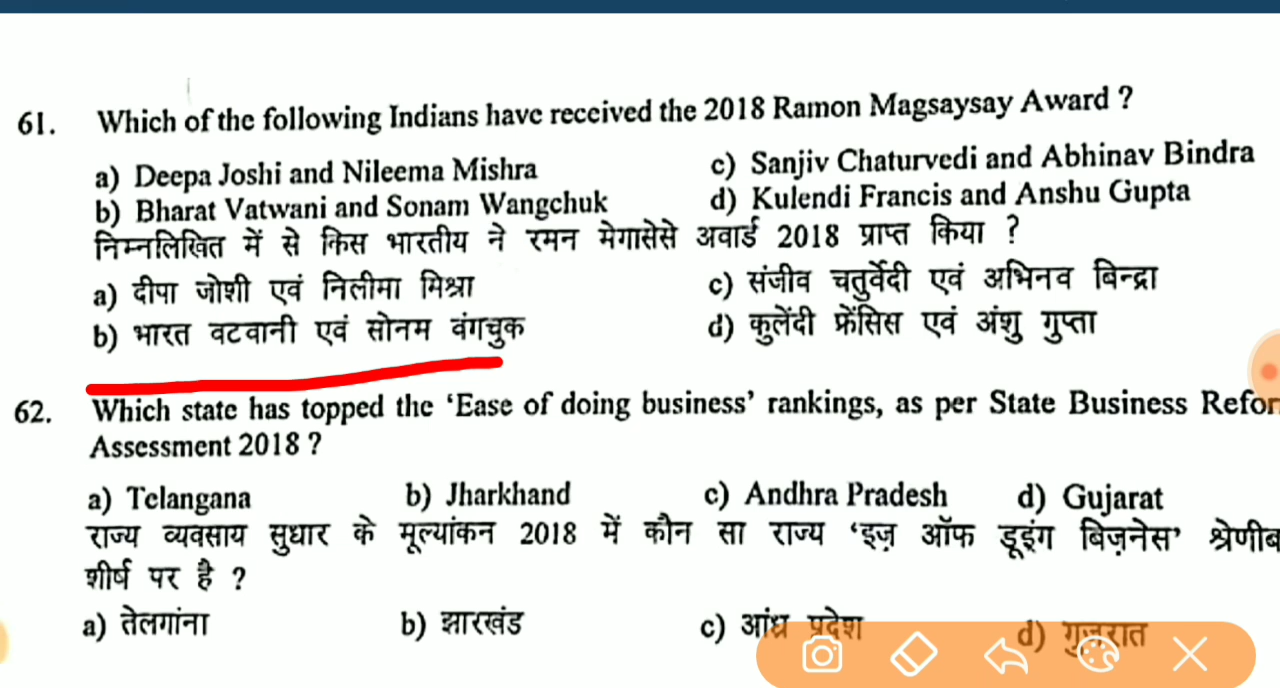 61. Which of the following Indians have received the 2018 Ramon Magsaysay Award ?
a) Deepa Joshi and Nileema Mishra c) Sanjiv Chaturvedi and Abhinav Bindra
b) Bharat Vatwani and Sonam Wangchuk d) Kulendi Francis and Anshu Gupta
निम्नलिखित में से किस भारतीय ने रमन मेगासेसे अवार्ड 2018 प्राप्त किया ?
a) दीपा जोशी एवं निलीमा मिश्रा c) संजीव चतुर्वेदी एवं अभिनव बिन्द्रा
b) भारत वटवानी एवं सोनम वंगचुक d) कुलेंदी फ्रेंसिस एवं अंशु गुप्ता
62. Which state has topped the ‘Ease of doing business’ rankings, as per State Business Refor
Assessment 2018 ?
a) Telangana b) Jharkhand c) Andhra Pradesh d) Gujarat
राज्य व्यवसाय सुधार के मूल्यांकन 2018 में कौन सा राज्य ‘इज़ ऑफ डूइंग बिज़नेस’ श्रेणीब
शीर्ष पर है ?
a) तेलगांना b) झारखंड c) आंध्र प्रदेश d) गुजरात